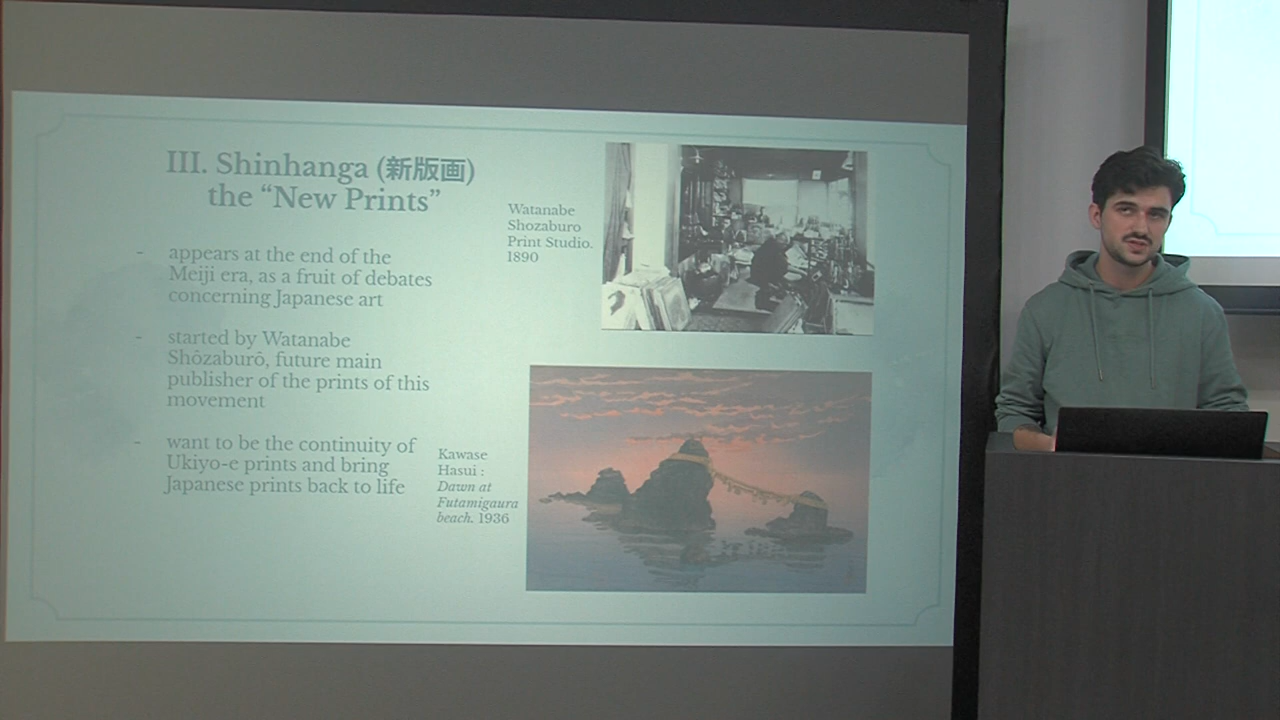 III. Shinhanga (新版画)
the “New Prints”
- appears at the end of the
Meiji era, as a fruit of debates
concerning Japanese art
- started by Watanabe
Shōzaburō, future main
publisher of the prints of this
movement
- want to be the continuity of
Ukiyo-e prints and bring
Japanese prints back to life
Watanabe
Shozaburo
Print Studio.
1890
Kawase
Hasui :
Dawn at
Futamigaura
beach. 1936